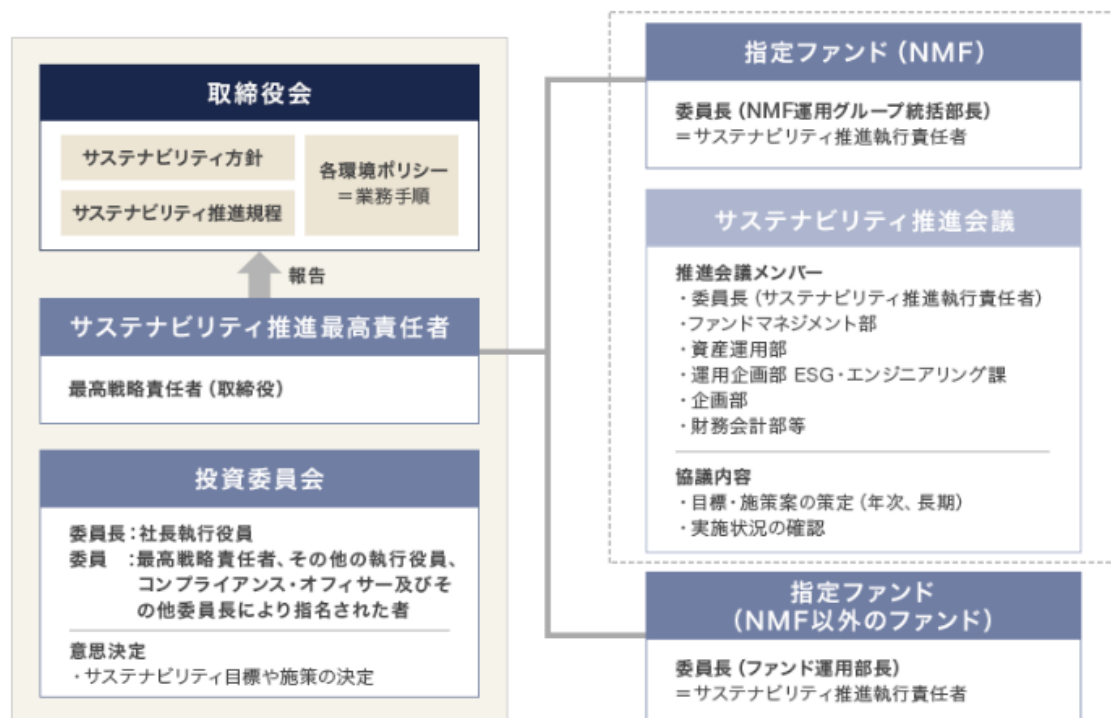 取締役会
サステナビリティ方針
サステナビリティ推進規程
各環境ポリシー
＝業務手順
報告
サステナビリティ推進最高責任者
最高戦略責任者（取締役）
投資委員会
委員長：社長執行役員
委員　：最高戦略責任者、その他の執行役員、
コンプライアンス・オフィサー及びそ
の他委員長により指名された者
意思決定
・サステナビリティ目標や施策の決定
指定ファンド（NMF）
委員長（NMF運用グループ統括部長）
＝サステナビリティ推進執行責任者
サステナビリティ推進会議
推進会議メンバー
・委員長（サステナビリティ推進執行責任者）
・ファンドマネジメント部
・資産運用部
・運用企画部 ESG・エンジニアリング課
・企画部
・財務会計部等
協議内容
・目標・施策案の策定（年次、長期）
・実施状況の確認
指定ファンド
（NMF以外のファンド）
委員長（ファンド運用部長）
＝サステナビリティ推進執行責任者